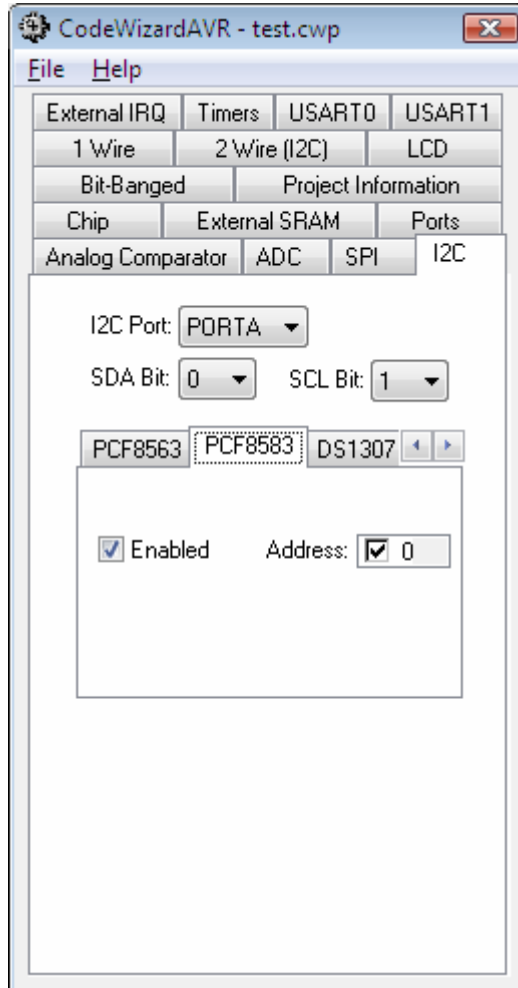 CodeWizardAVR - test.cwp
File Help
External IRQ Timers USART0 USART1
1 Wire 2 Wire (I2C) LCD
Bit-Banged Project Information
Chip External SRAM Ports
Analog Comparator ADC SPI I2C
I2C Port: PORTA
SDA Bit: 0 SCL Bit: 1
PCF8563 PCF8583 DS1307
Enabled Address: 0